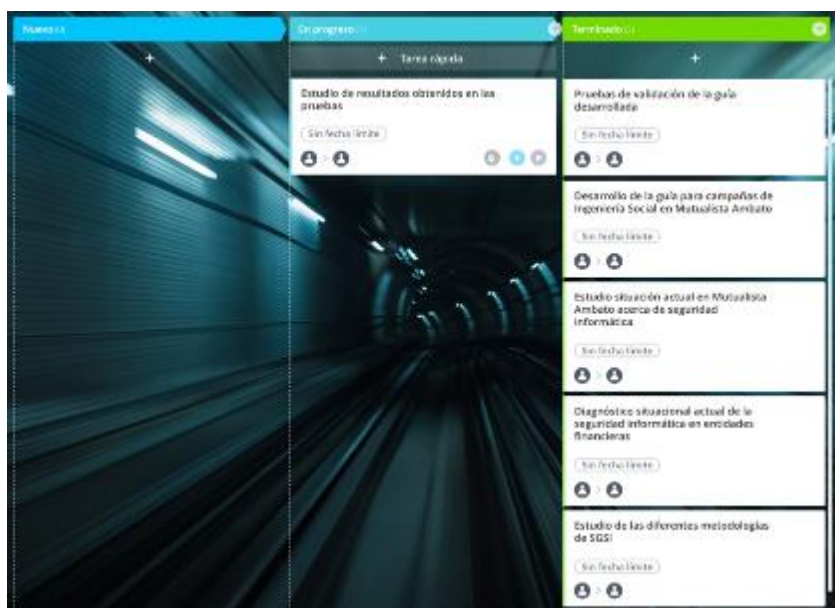 Nuevo
En progreso
+ Tarea rápida
Estudio de resultados obtenidos en las
pruebas
Sin fecha límite
Terminado
+
Pruebas de validación de la guía
desarrollada
Sin fecha límite
Desarrollo de la guía para campañas de
Ingeniería Social en Mutualista Ambato
Sin fecha límite
Estudio situación actual en Mutualista
Ambato acerca de seguridad
informática
Sin fecha límite
Diagnóstico situacional actual de la
seguridad informática en entidades
financieras
Sin fecha límite
Estudio de las diferentes metodologías
de SGSI
Sin fecha límite